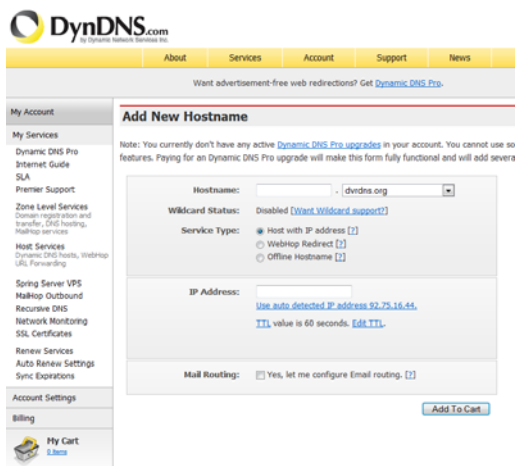 DynDNS.com
by Dynamic Network Services Inc.
About Services Account Support News
Want advertisement-free web redirections? Get Dynamic DNS Pro.
My Account
My Services
Dynamic DNS Pro
Internet Guide
SLA
Premier Support
Zone Level Services
Domain registration and
transfer, DNS hosting,
MailHop services
Host Services
Dynamic DNS hosts, WebHop
URL Forwarding
Spring Server VPS
MailHop Outbound
Recursive DNS
Network Monitoring
SSL Certificates
Renew Services
Auto Renew Settings
Sync Expirations
Account Settings
Billing
My Cart
0 items
Add New Hostname
Note: You currently don't have any active Dynamic DNS Pro upgrades in your account. You cannot use so
features. Paying for an Dynamic DNS Pro upgrade will make this form fully functional and will add severa
Hostname: . dvrdns.org
Wildcard Status: Disabled [Want Wildcard support?]
Service Type: Host with IP address [?]
WebHop Redirect [?]
Offline Hostname [?]
IP Address:
Use auto detected IP address 92.75.16.44.
TTL value is 60 seconds. Edit TTL.
Mail Routing: Yes, let me configure Email routing. [?]
Add To Cart